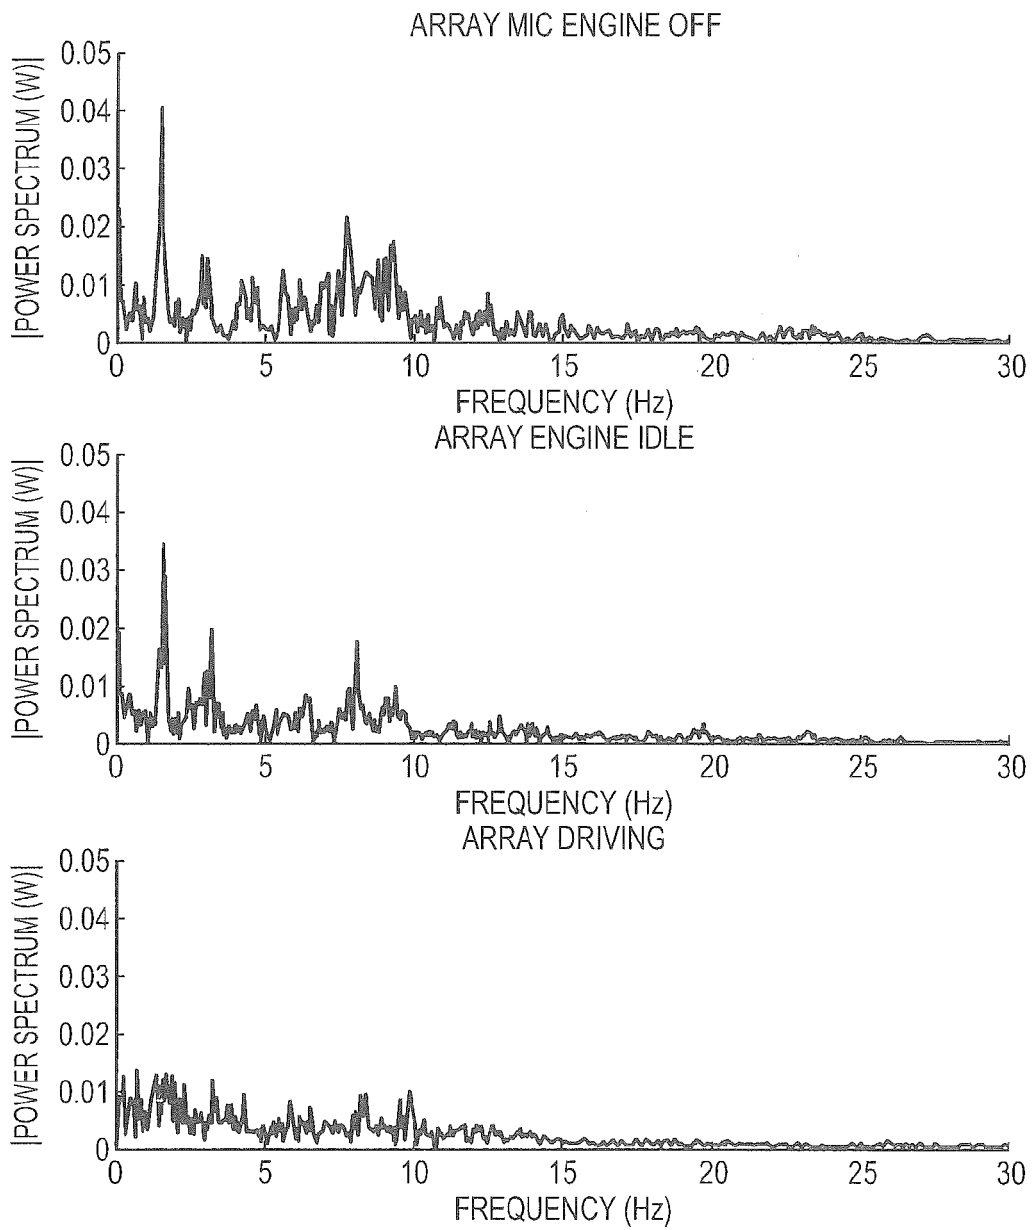 ARRAY MIC ENGINE OFF
|POWER SPECTRUM (W)|
0.05
0.04
0.03
0.02
0.01
0
0 5 10 15 20 25 30
FREQUENCY (Hz)
ARRAY ENGINE IDLE
|POWER SPECTRUM (W)|
0.05
0.04
0.03
0.02
0.01
0
0 5 10 15 20 25 30
FREQUENCY (Hz)
ARRAY DRIVING
|POWER SPECTRUM (W)|
0.05
0.04
0.03
0.02
0.01
0
0 5 10 15 20 25 30
FREQUENCY (Hz)